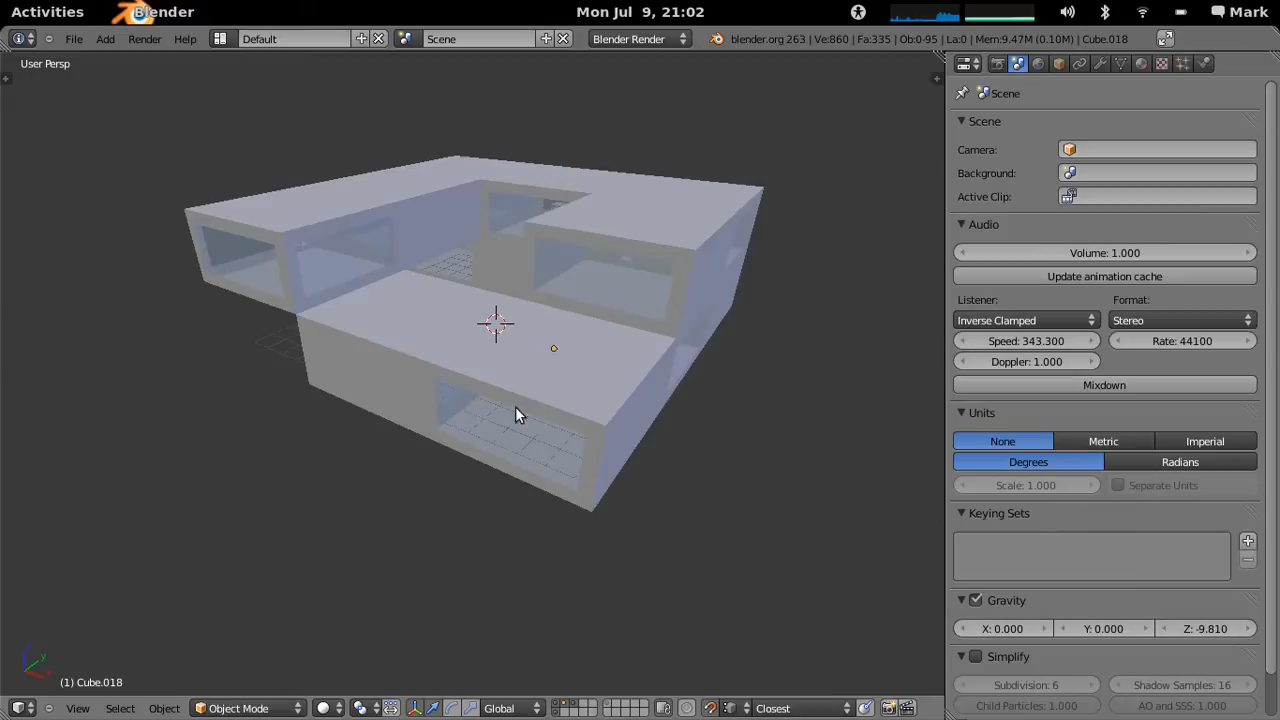 Activities Blender Mon Jul 9, 21:02 Mark
File Add Render Help Default Scene Blender Render blender.org 263 | Ve:860 | Fa:335 | Ob:0-95 | La:0 | Mem:9.47M (0.10M) | Cube.018
User Persp
Scene
Scene
Camera:
Background:
Active Clip:
Audio
Volume: 1.000
Update animation cache
Listener: Format:
Inverse Clamped Stereo
Speed: 343.300 Rate: 44100
Doppler: 1.000
Mixdown
Units
None Metric Imperial
Degrees Radians
Scale: 1.000 Separate Units
Keying Sets
Gravity
X: 0.000 Y: 0.000 Z: -9.810
Simplify
Subdivision: 6 Shadow Samples: 16
Child Particles: 1.000 AO and SSS: 1.000
(1) Cube.018
View Select Object Object Mode Global Closest